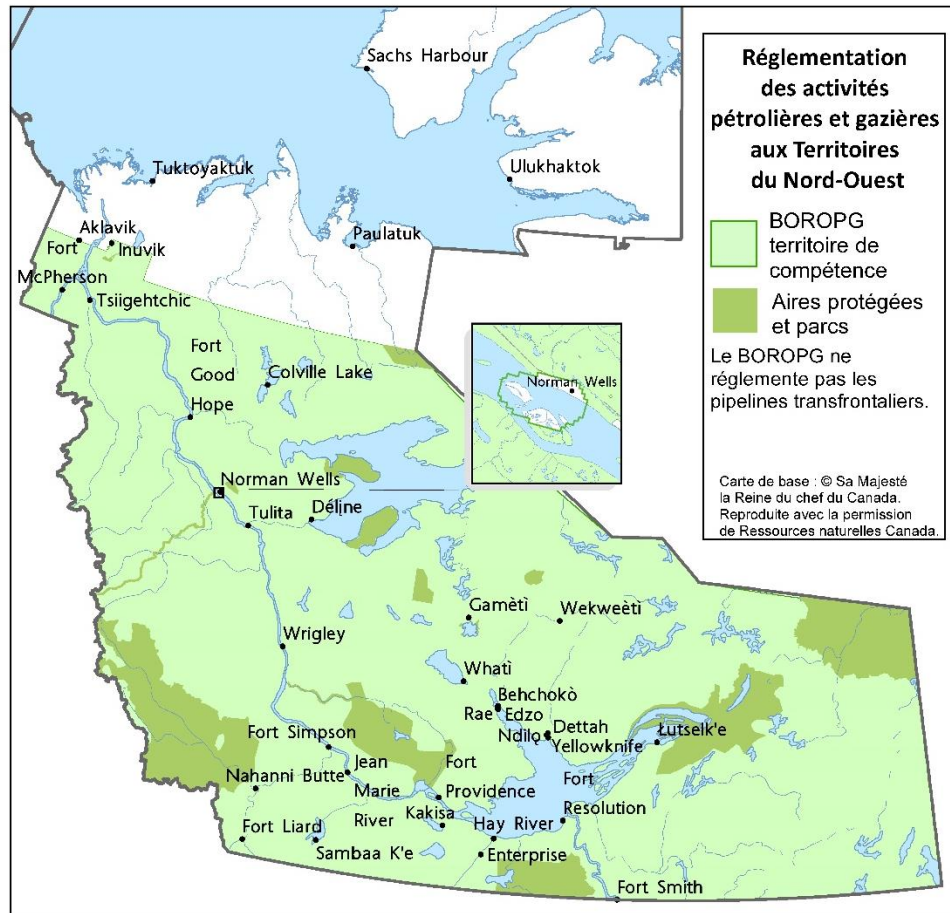 Sachs Harbour
Tuktoyaktuk
Ulukhaktok
Aklavik
Fort
Inuvik
Paulatuk
McPherson
Tsiigehtchic
Fort
Good
Colville Lake
Hope
Norman Wells
Norman Wells
Tulita
Délįne
Gamètì
Wekweètì
Wrigley
Whatì
Behchokò
Rae
Edzo
Dettah
Ndilǫ
Yellowknife
Łutselk'e
Fort Simpson
Jean
Fort
Fort
Nahanni Butte
Marie
Providence
Resolution
River
Kakisa
Hay River
Fort Liard
Sambaa K'e
Enterprise
Fort Smith
Réglementation
des activités
pétrolières et gazières
aux Territoires
du Nord-Ouest
BOROPG
territoire de
compétence
Aires protégées
et parcs
Le BOROPG ne
réglemente pas les
pipelines transfrontaliers.
Carte de base : © Sa Majesté
la Reine du chef du Canada.
Reproduite avec la permission
de Ressources naturelles Canada.